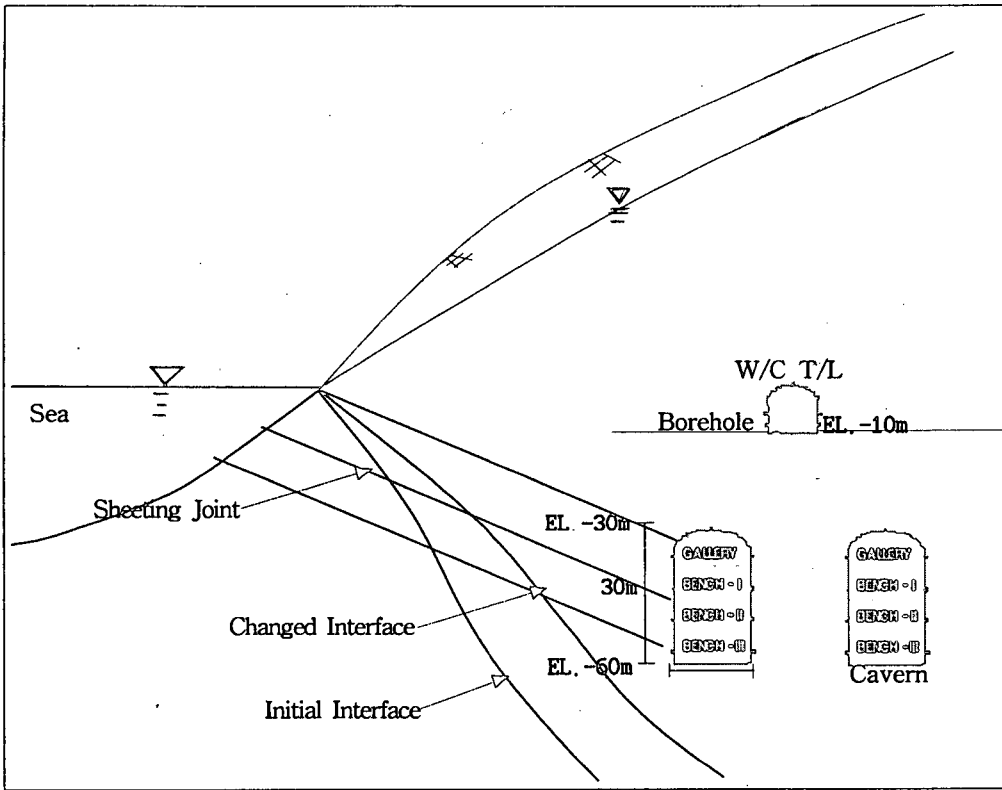 W/C T/L
Sea
Borehole
EL.-10m
Sheeting Joint
EL. -30m
GALLERY
GALLERY
30m
BENCH - I
BENCH - I
Changed Interface
BENCH - II
BENCH - II
BENCH - III
BENCH - III
EL. -60m
Cavern
Initial Interface